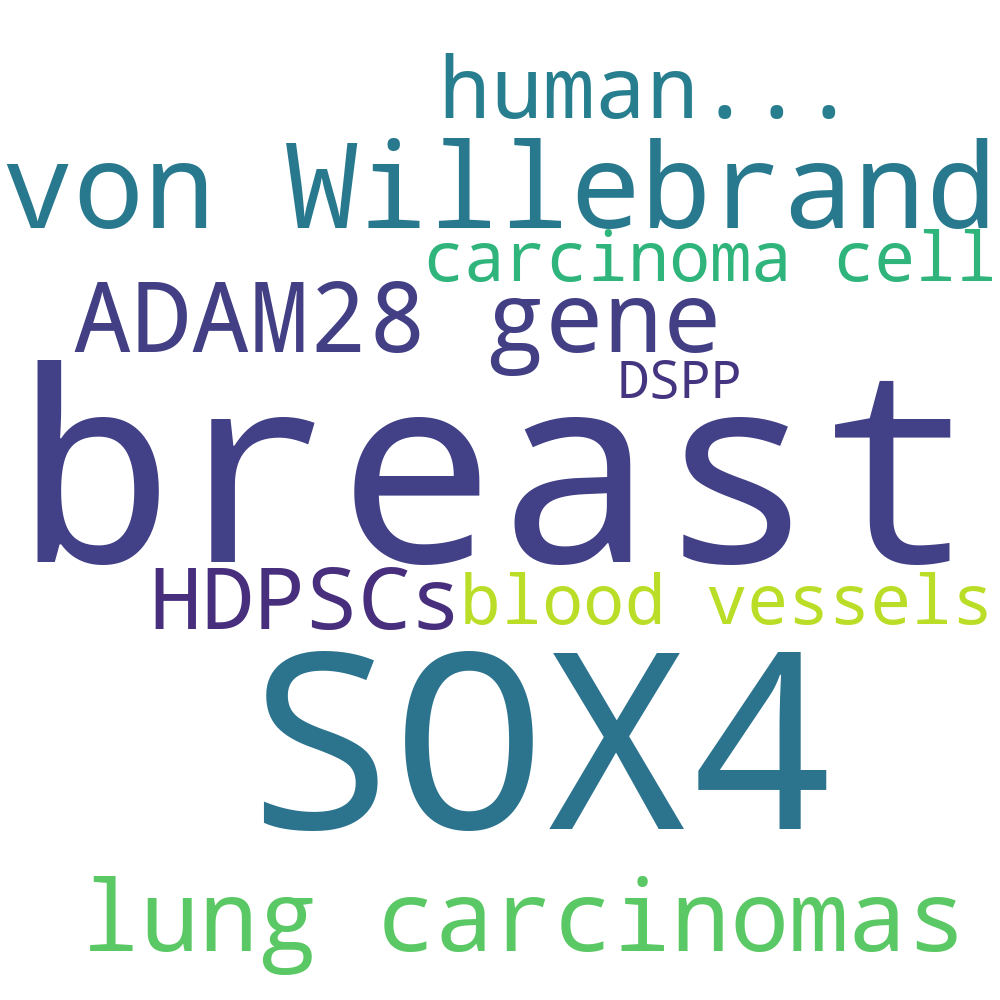 human...
von Willebrand
carcinoma cell
ADAM28 gene
DSPP
breast
HDPSCs
blood vessels
SOX4
lung carcinomas